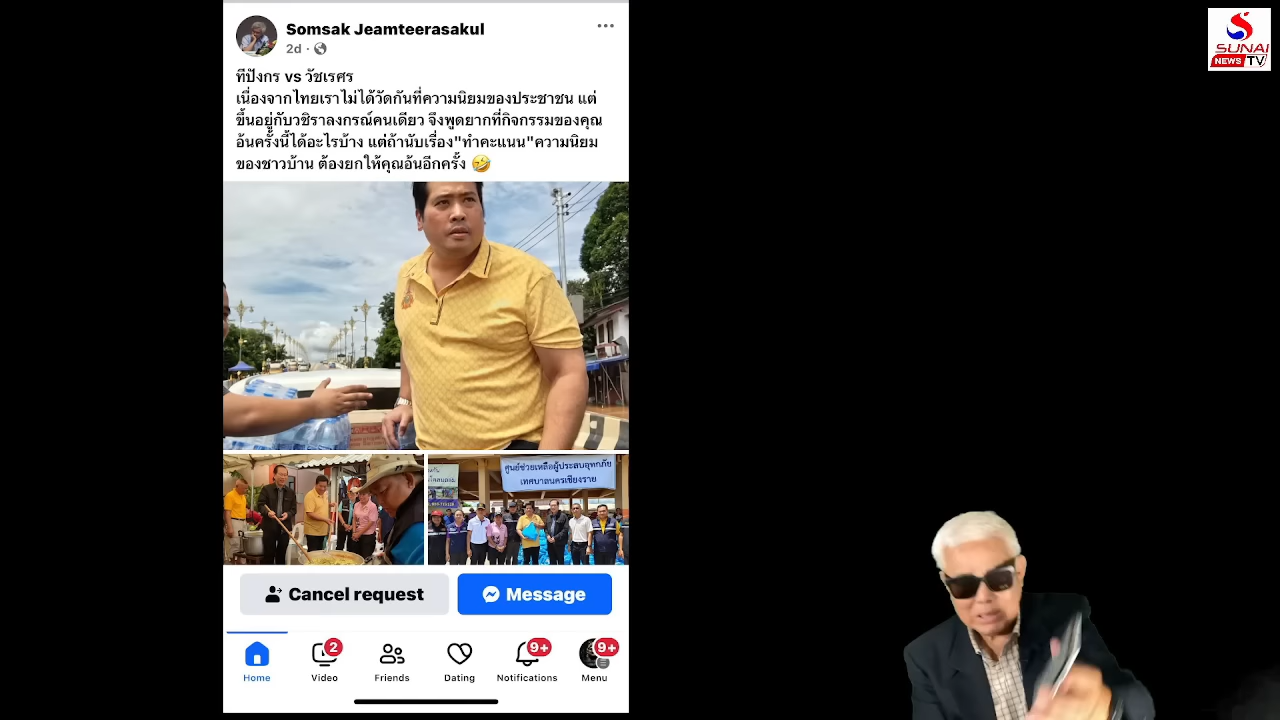 Somsak Jeamteerasakul
2d ·
ทีปังกร vs วัชเรศร
เนื่องจากไทยเราไม่ได้วัดกันที่ความนิยมของประชาชน แต่
ขึ้นอยู่กับวชิราลงกรณ์คนเดียว จึงพูดยากที่กิจกรรมของคุณ
อ้นครั้งนี้ได้อะไรบ้าง แต่ถ้านับเรื่อง"ทำคะแนน"ความนิยม
ของชาวบ้าน ต้องยกให้คุณอ้นอีกครั้ง 🤣
ศูนย์ช่วยเหลือผู้ประสบอุทกภัย
เทศบาลนครเชียงราย
Cancel request
Message
2
9+
9+
Home
Video
Friends
Dating
Notifications
Menu
SUNAI
NEWS TV